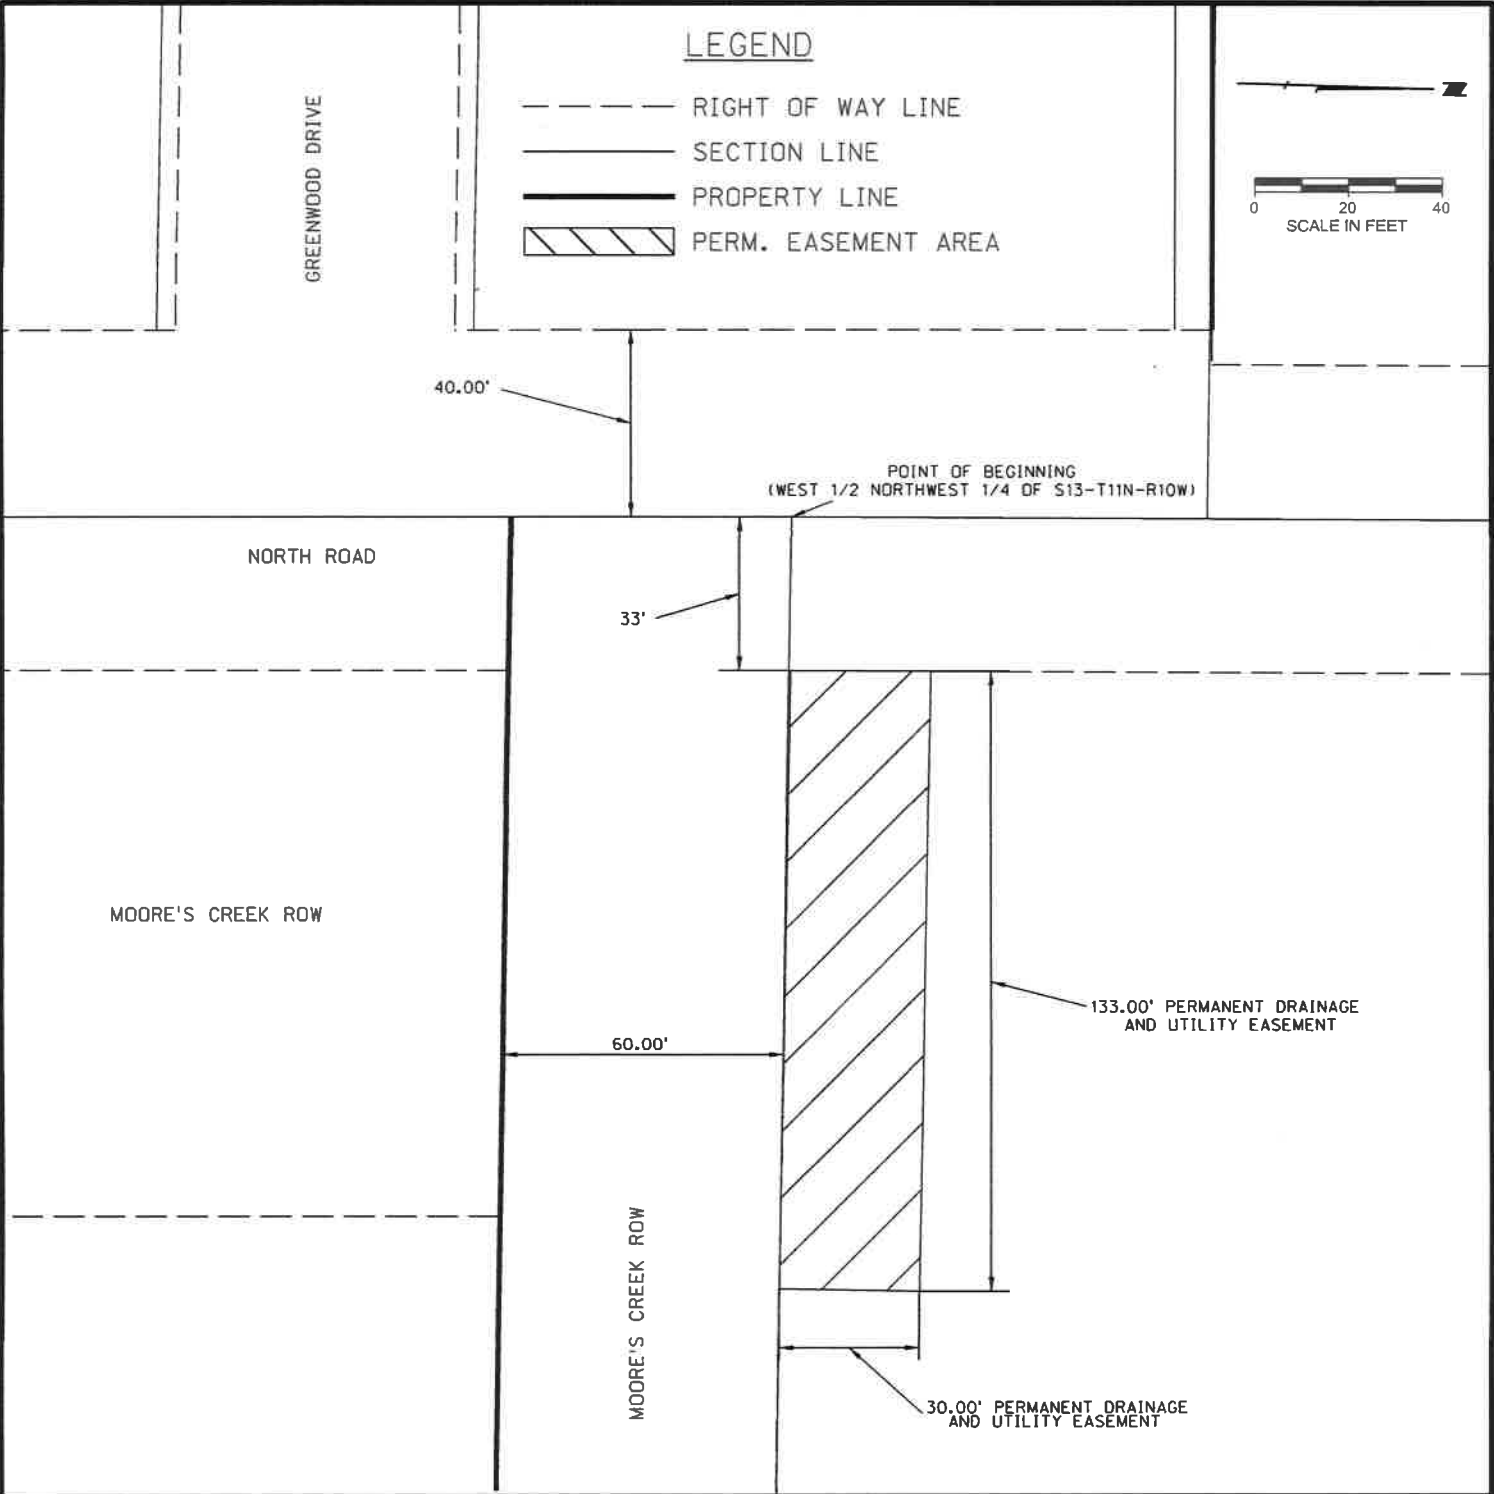 LEGEND
RIGHT OF WAY LINE
SECTION LINE
PROPERTY LINE
PERM. EASEMENT AREA
GREENWOOD DRIVE
N
0 20 40
SCALE IN FEET
40.00'
POINT OF BEGINNING
(WEST 1/2 NORTHWEST 1/4 OF S13-T11N-R10W)
NORTH ROAD
33'
MOORE'S CREEK ROW
133.00' PERMANENT DRAINAGE
AND UTILITY EASEMENT
60.00'
MOORE'S CREEK ROW
30.00' PERMANENT DRAINAGE
AND UTILITY EASEMENT